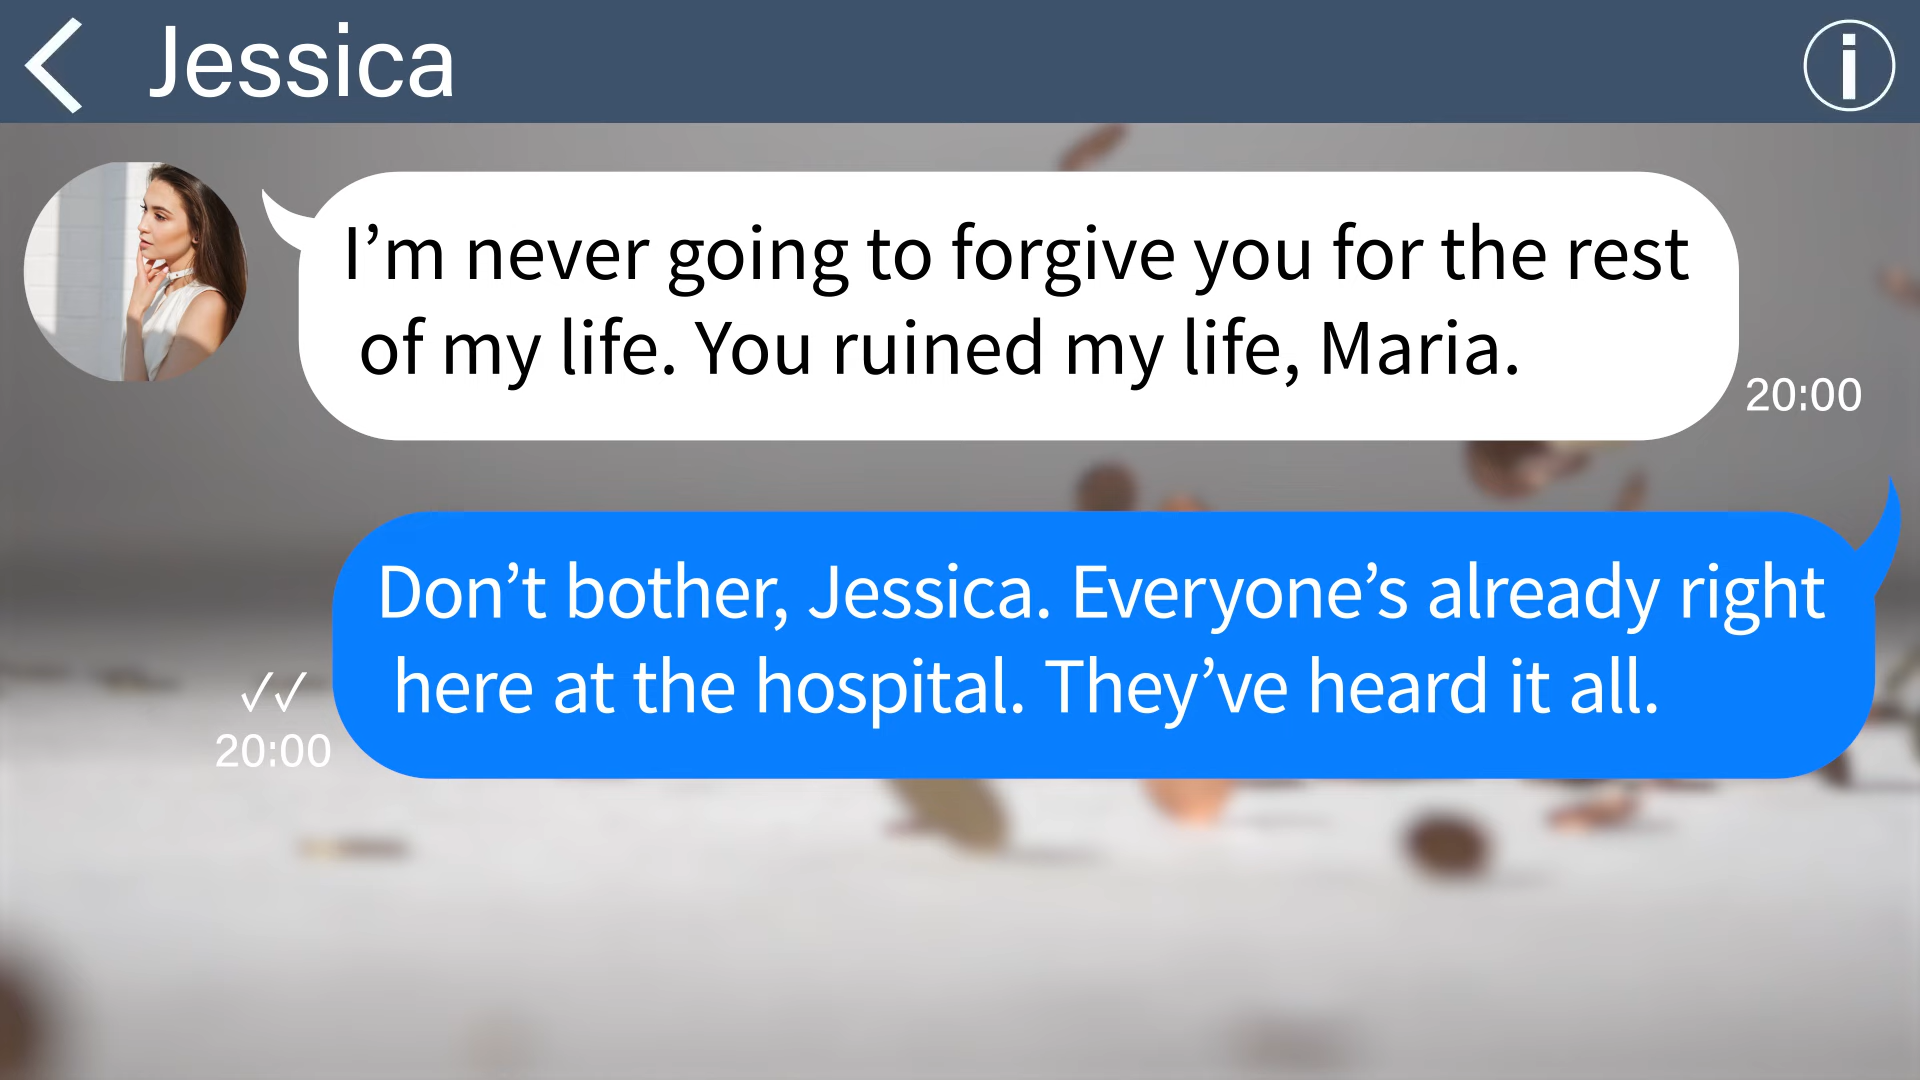 Jessica
I’m never going to forgive you for the rest
of my life. You ruined my life, Maria.
20:00
Don’t bother, Jessica. Everyone’s already right
here at the hospital. They’ve heard it all.
✓✓
20:00